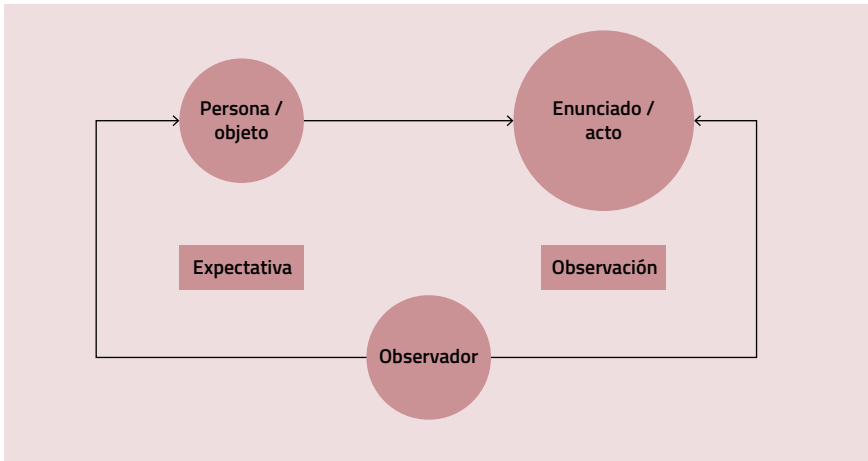 Persona /
objeto
Enunciado /
acto
Expectativa
Observación
Observador